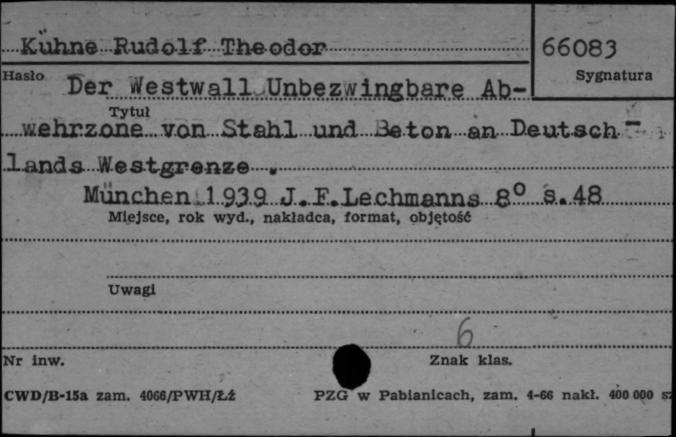 Kühne Rudolf Theodor
66083
Hasło
Sygnatura
Der Westwall Unbezwingbare Ab-
Tytuł
wehrzone von Stahl und Beton an Deutsch-
lands Westgrenze .
München 1939 J.F.Lechmanns 8° s.48
Miejsce, rok wyd., nakładca, format, objętość
Uwagi
6
Nr inw.
Znak klas.
CWD/B-15a zam. 4066/PWH/Łź
PZG w Pabianicach, zam. 4-66 nakł. 400 000